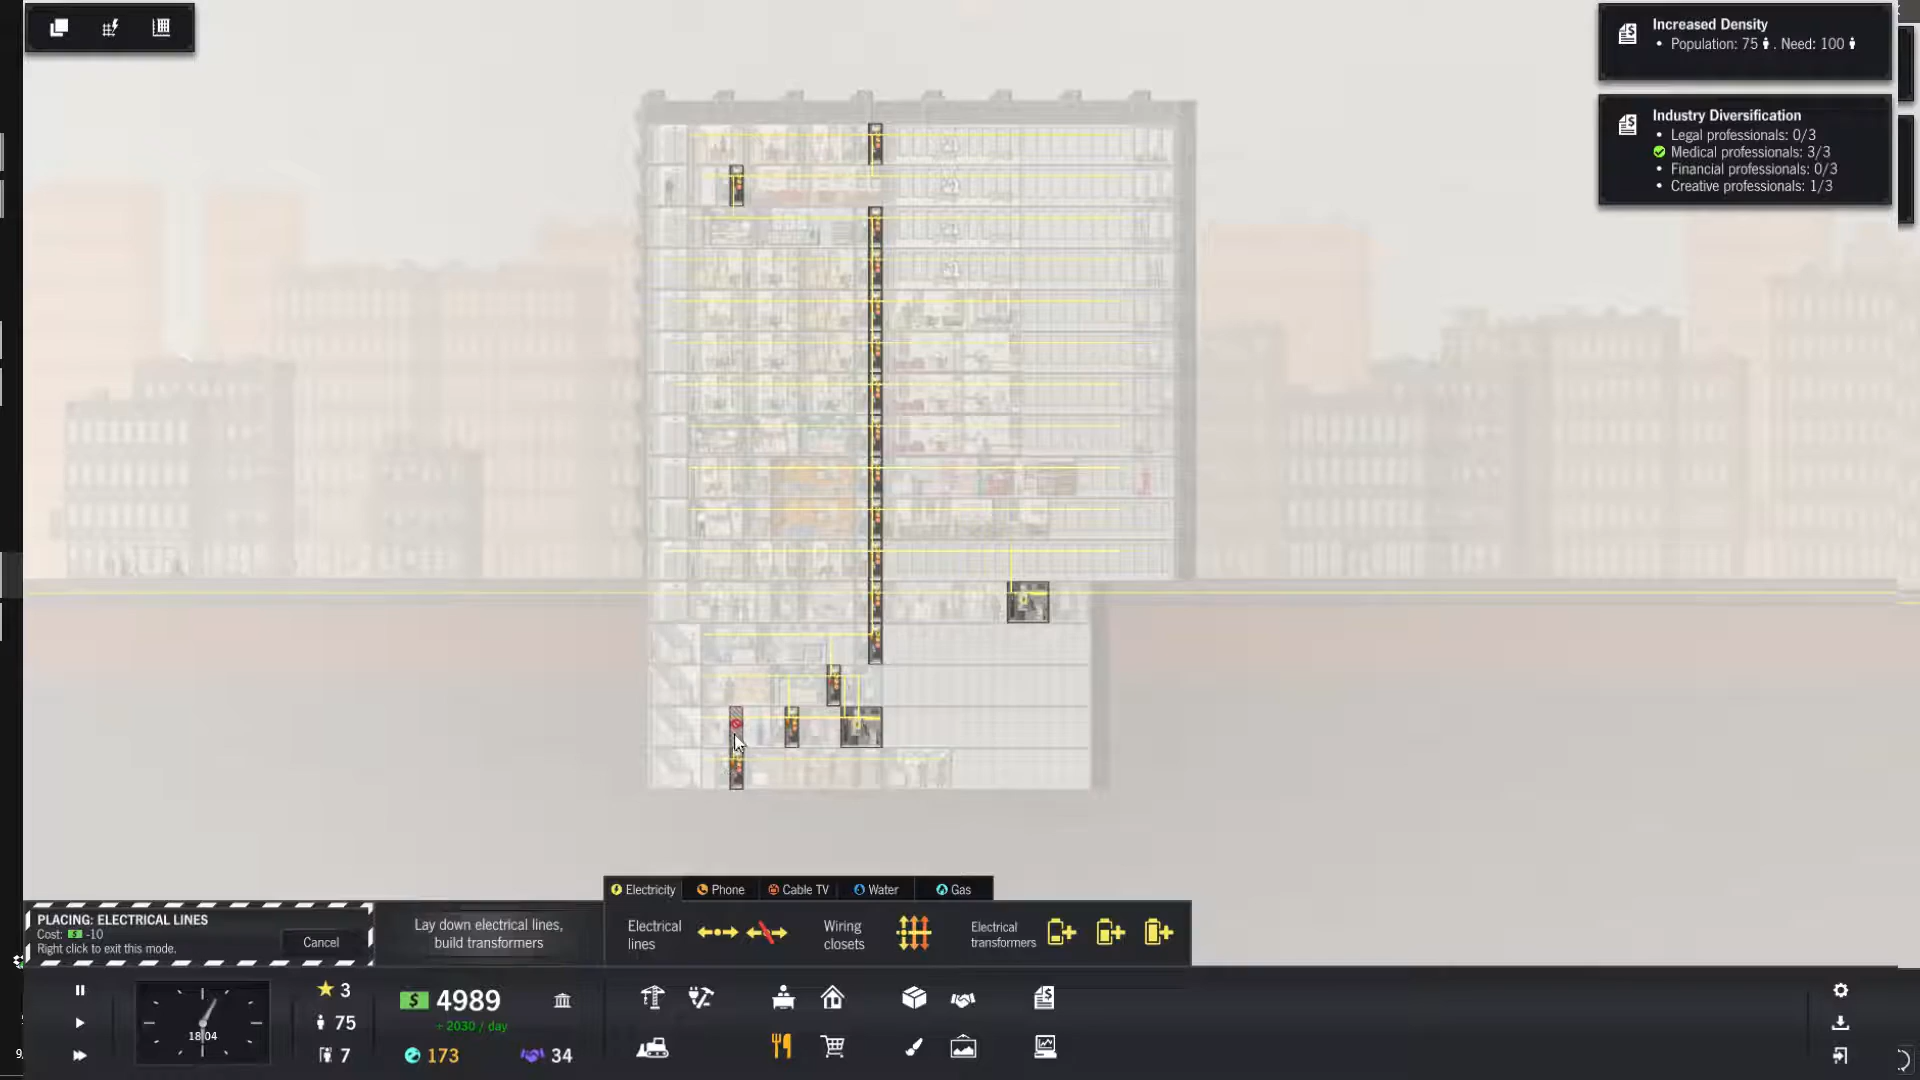 Increased Density
• Population: 75 . Need: 100
Industry Diversification
• Legal professionals: 0/3
Medical professionals: 3/3
• Financial professionals: 0/3
• Creative professionals: 1/3
Electricity Phone Cable TV Water Gas
PLACING: ELECTRICAL LINES
Cost: $ -10
Right click to exit this mode.
Cancel
Lay down electrical lines,
build transformers
Electrical
lines
Wiring
closets
Electrical
transformers
18:04
3
75
7
$ 4989
+ 2030 / day
173
34